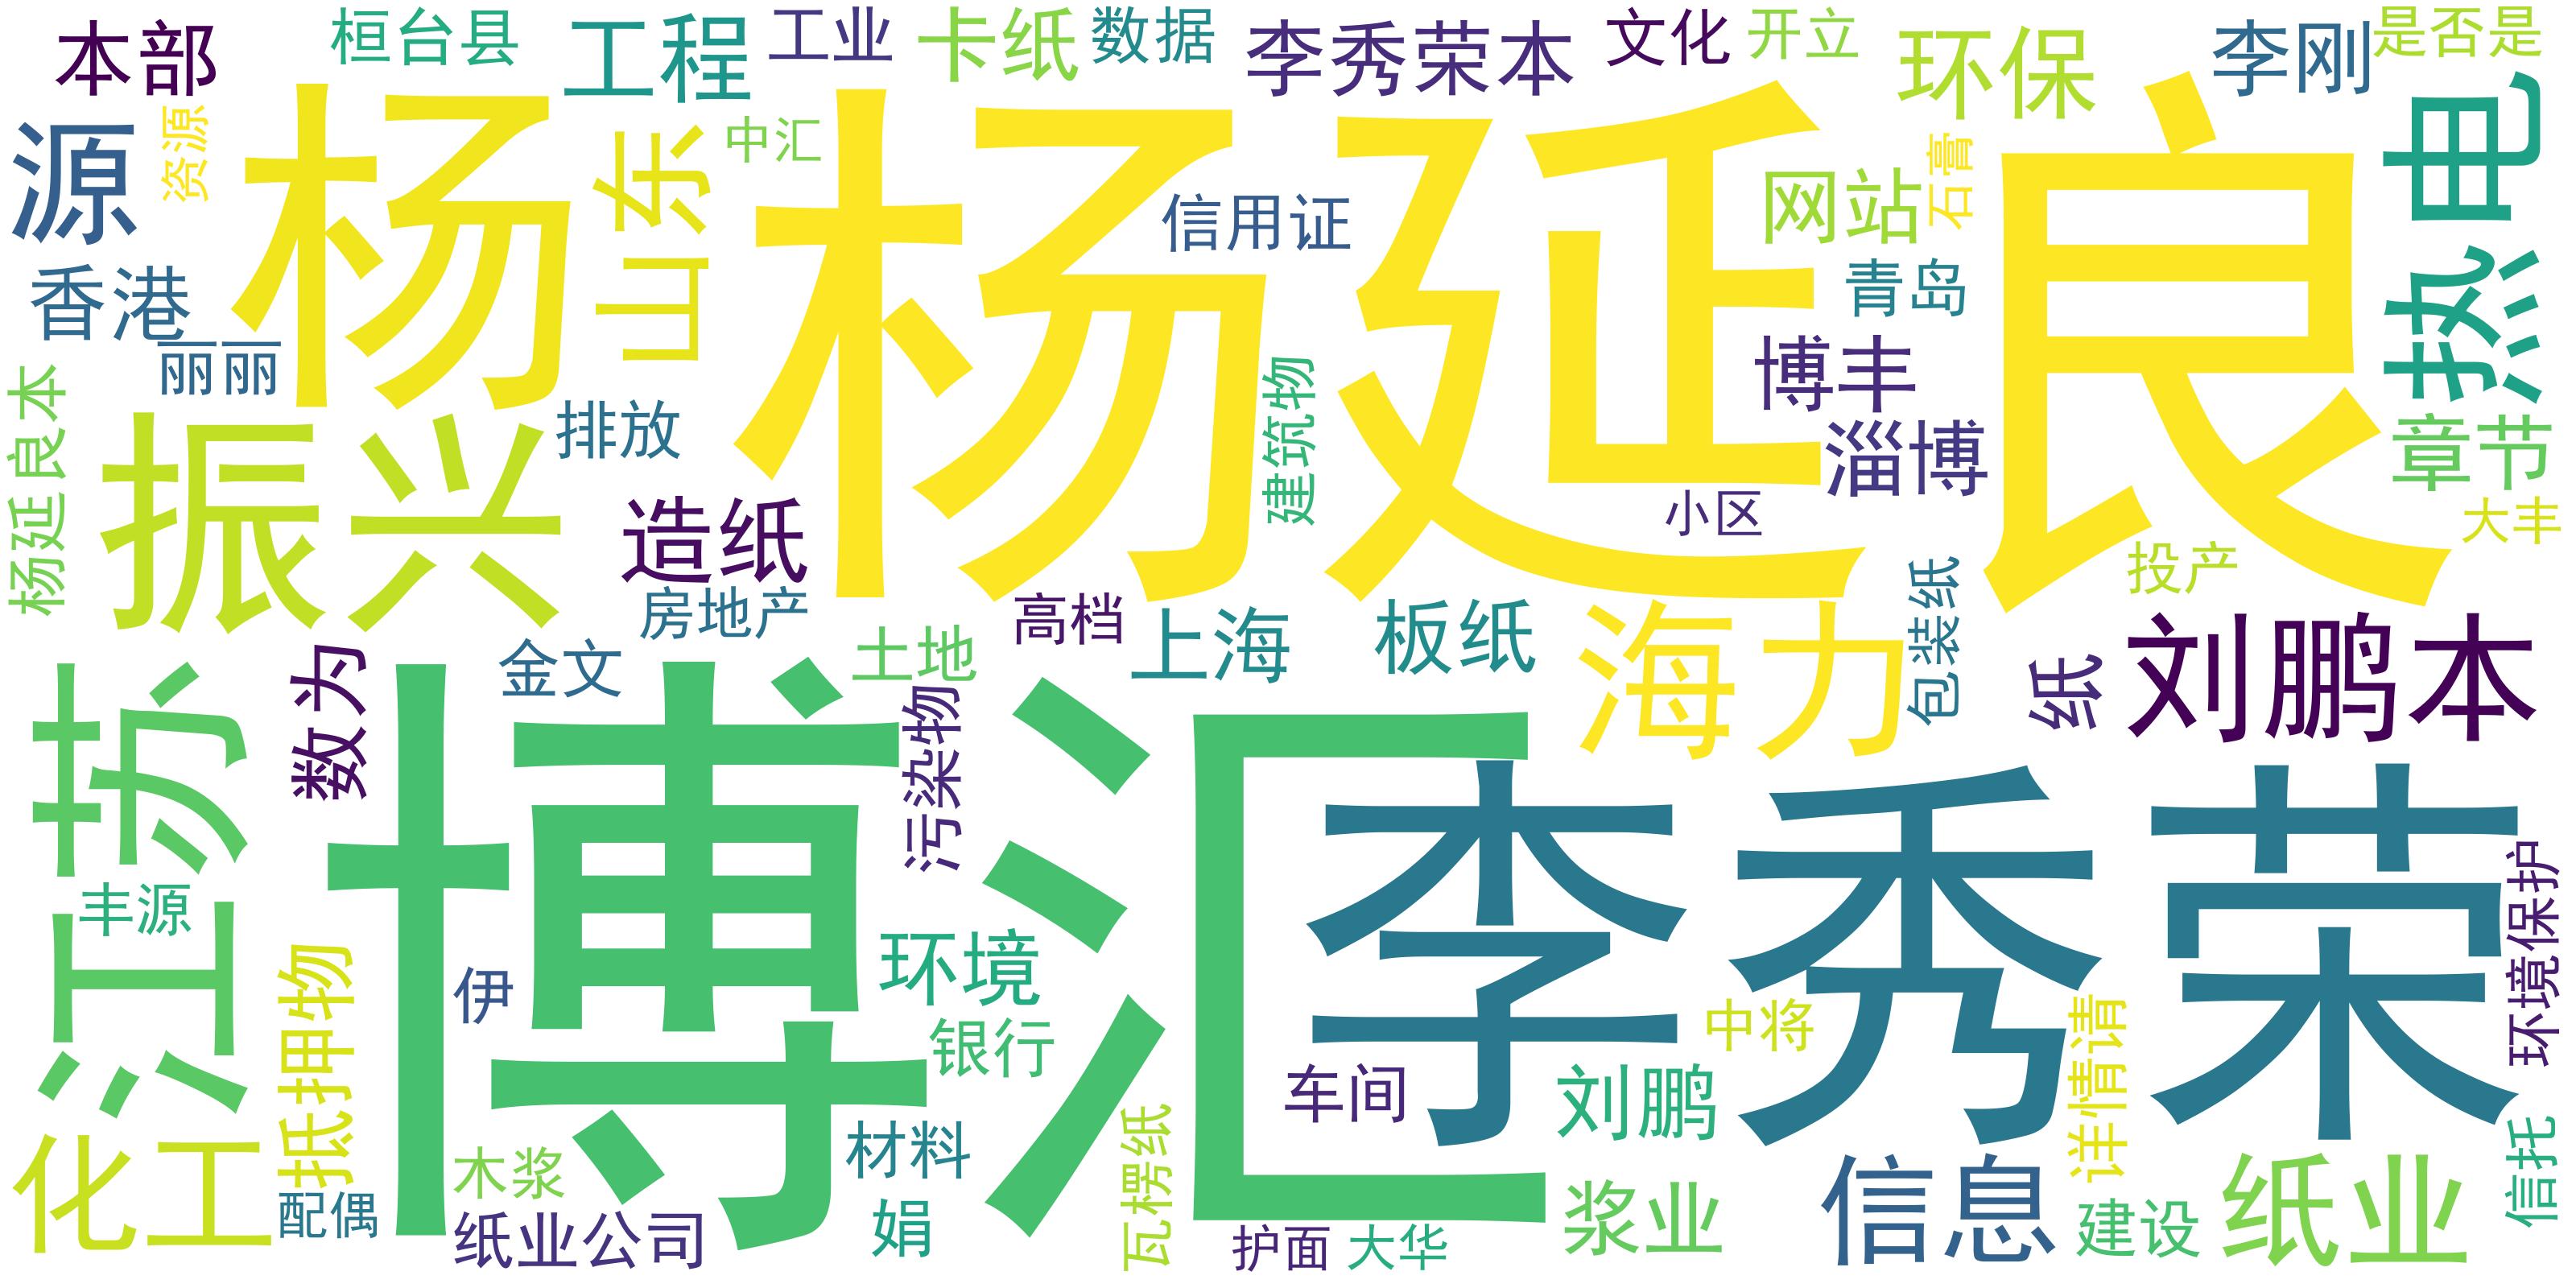 本部
桓台县
工程
工业
卡纸
数据
李秀荣本
文化
开立
环保
李刚
是否是
源
资源
杨
山东
中汇
杨延良
信用证
网站
石膏
热电
香港
丽丽
青岛
博丰
杨延良本
振兴
排放
建筑物
淄博
章节
造纸
小区
大丰
房地产
高档
投产
金文
土地
上海
板纸
海力
包装纸
纸
刘鹏本
江苏
数为
博汇
污染物
李秀荣
丰源
抵押物
伊
环境
银行
中将
详情请
环境保护
车间
刘鹏
化工
配偶
木浆
纸业公司
材料
娟
瓦楞纸
护面
大华
浆业
信息
建设
纸业
信托